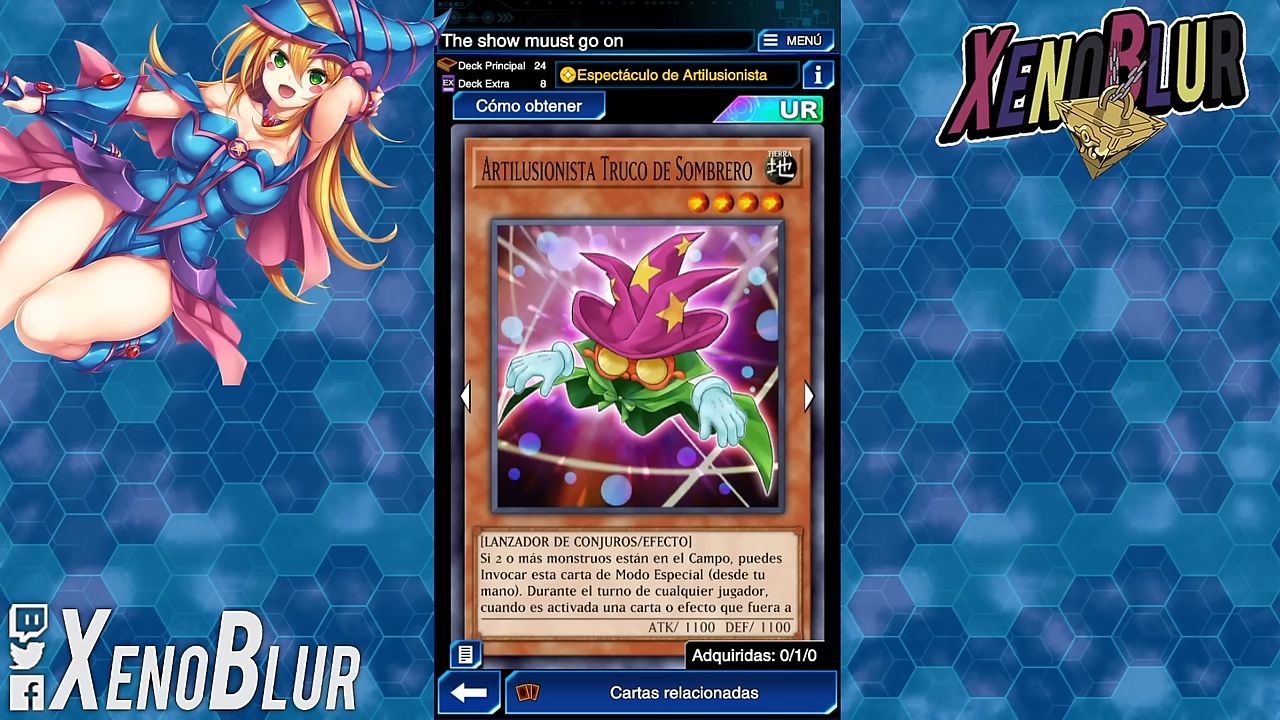 The show muust go on
MENÚ
Deck Principal 24
EX Deck Extra 8
Espectáculo de Artilusionista
i
Cómo obtener
UR
XENOBLUR
ARTILUSIONISTA TRUCO DE SOMBRERO
TIERRA
地
[LANZADOR DE CONJUROS/EFECTO]
Si 2 o más monstruos están en el Campo, puedes
Invocar esta carta de Modo Especial (desde tu
mano). Durante el turno de cualquier jugador,
cuando es activada una carta o efecto que fuera a
ATK/ 1100 DEF/ 1100
Adquiridas: 0/1/0
Cartas relacionadas
XENOBLUR